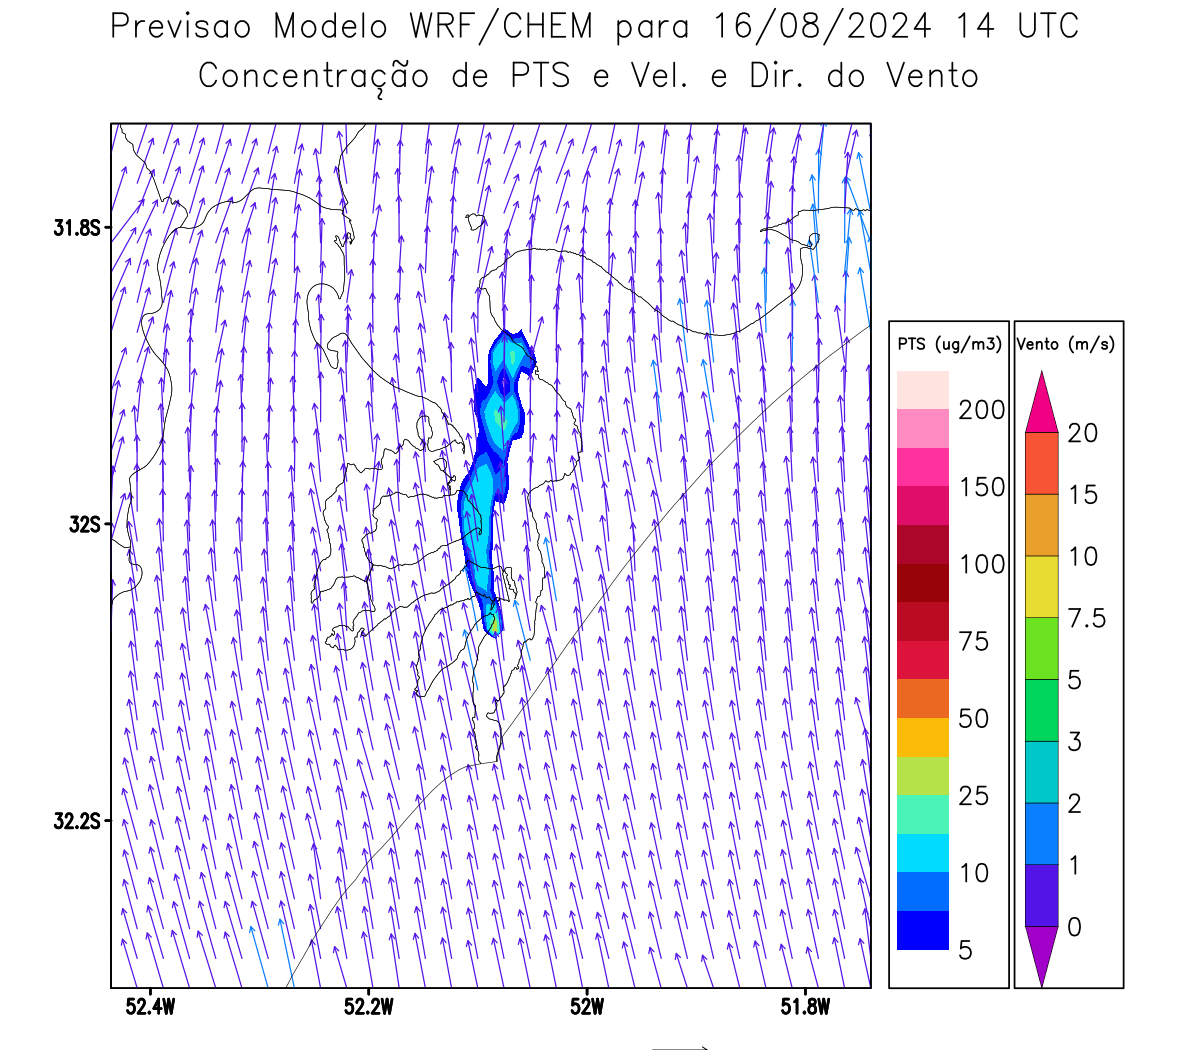 Previsao Modelo WRF/CHEM para 16/08/2024 14 UTC
Concentração de PTS e Vel. e Dir. do Vento
31.8S
32S
32.2S
52.4W 52.2W 52W 51.8W
PTS (ug/m3)
200
150
100
75
50
25
10
5
Vento (m/s)
20
15
10
7.5
5
3
2
1
0